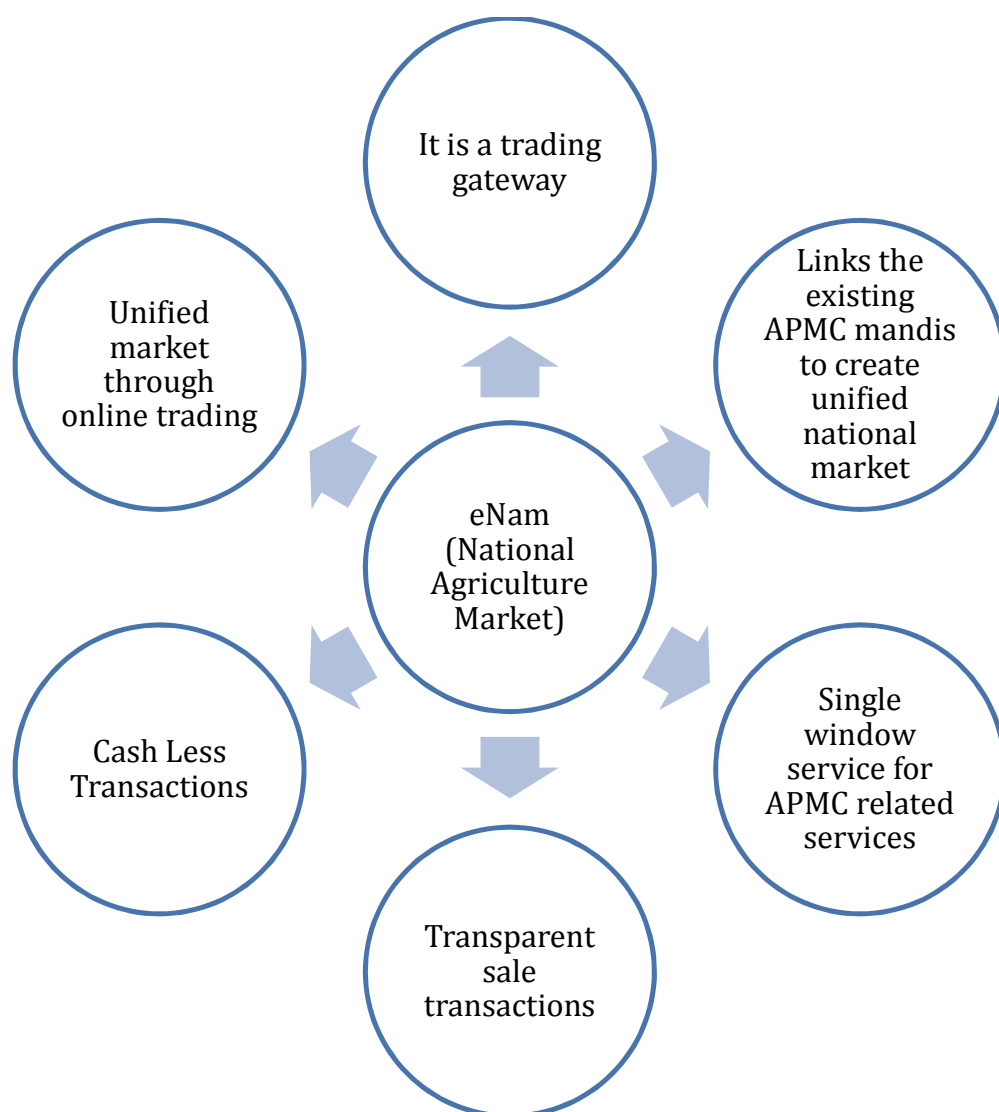 It is a trading
gateway
Links the
existing
APMC mandis
to create
unified
national
market
Single
window
service for
APMC related
services
Transparent
sale
transactions
Cash Less
Transactions
Unified
market
through
online trading
eNam
(National
Agriculture
Market)